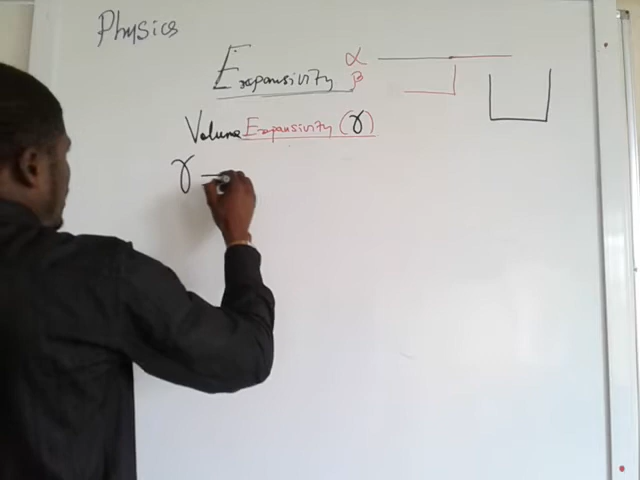 Physics
Expansivity α
β
Volume Expansivity (γ)
γ =